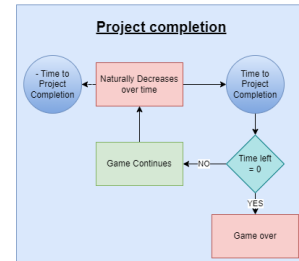 Project completion
- Time to
Project
Completion
Naturally Decreases
over time
Time to
Project
Completion
Game Continues
NO
Time left
= 0
YES
Game over